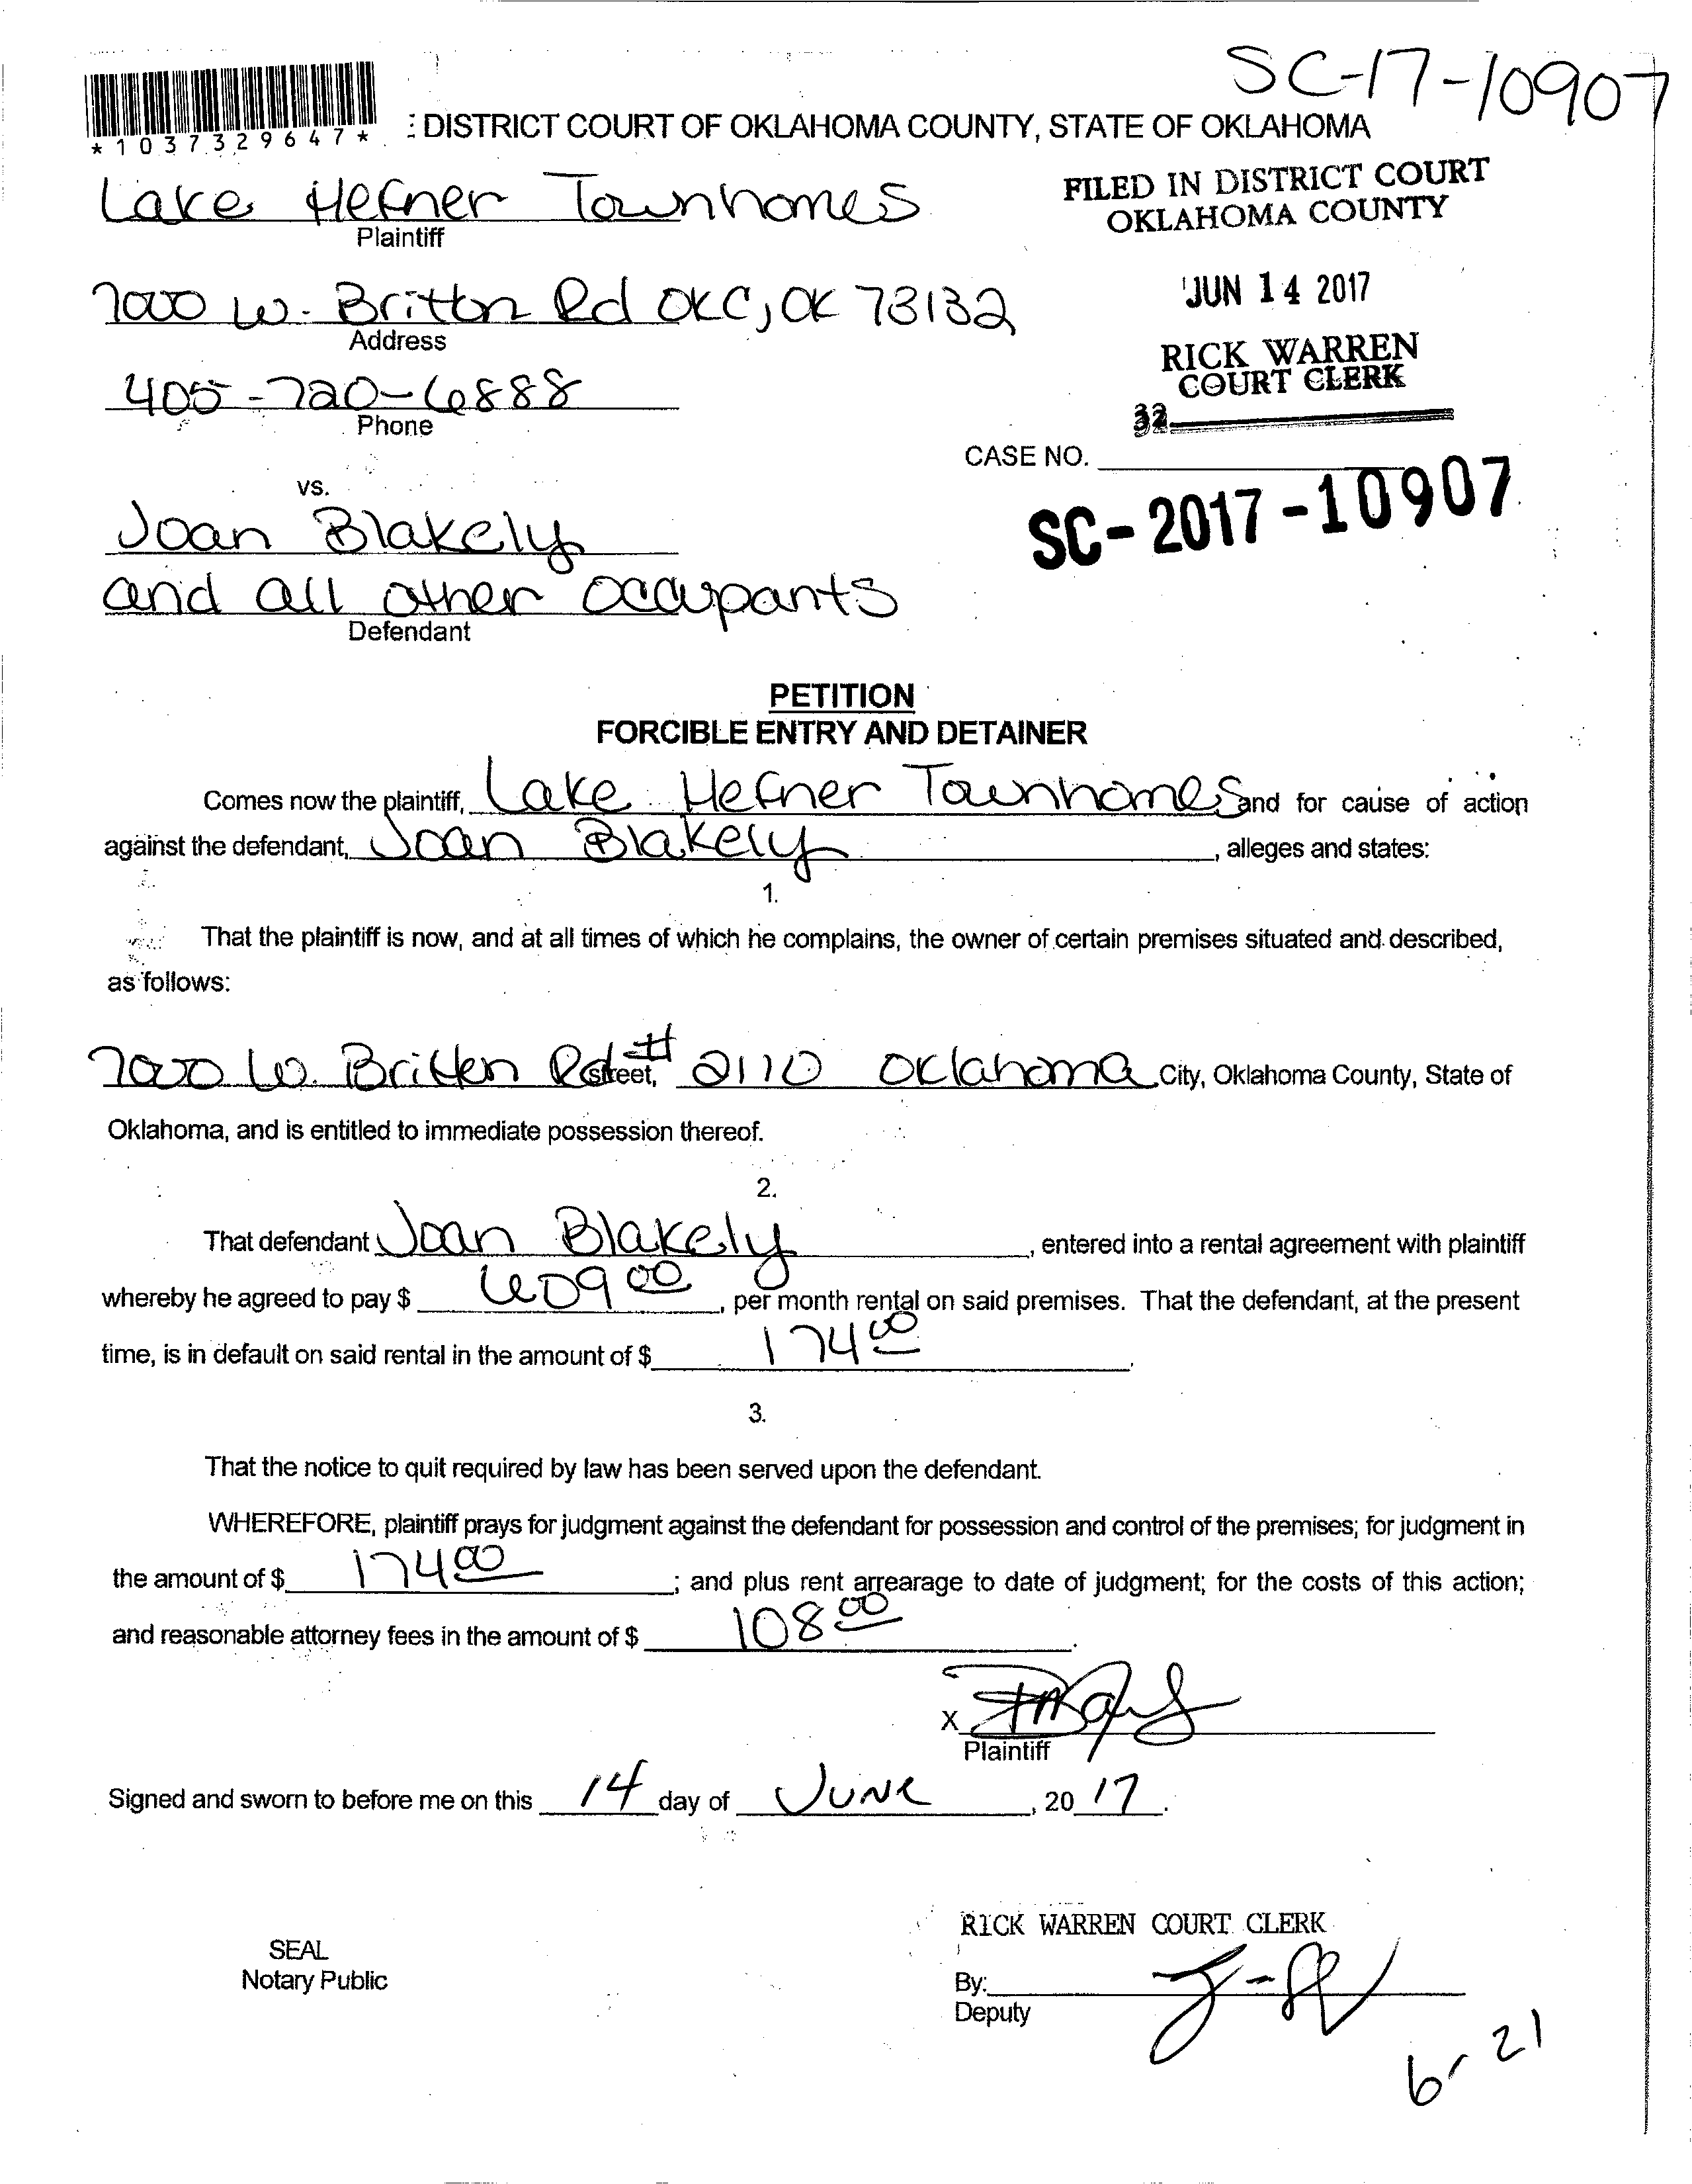 SC-17-10907
*1037329647*
: DISTRICT COURT OF OKLAHOMA COUNTY, STATE OF OKLAHOMA
Lake Hefner Townhomes
Plaintiff
FILED IN DISTRICT COURT
OKLAHOMA COUNTY
7000 W. Britton Rd OKC, OK 73132
Address
JUN 14 2017
RICK WARREN
COURT CLERK
405-720-6888
Phone
32
CASE NO.
SC-2017-10907
vs.
Joan Blakely
and all other occupants
Defendant
PETITION
FORCIBLE ENTRY AND DETAINER
Comes now the plaintiff, Lake Hefner Townhomes and for cause of action
against the defendant, Joan Blakely, alleges and states:
1.
That the plaintiff is now, and at all times of which he complains, the owner of certain premises situated and described,
as follows:
7000 W. Britten Rd street, # 2110 Oklahoma City, Oklahoma County, State of
Oklahoma, and is entitled to immediate possession thereof.
2.
That defendant Joan Blakely, entered into a rental agreement with plaintiff
whereby he agreed to pay $ 609 00, per month rental on said premises. That the defendant, at the present
time, is in default on said rental in the amount of $ 174 00.
3.
That the notice to quit required by law has been served upon the defendant.
WHEREFORE, plaintiff prays for judgment against the defendant for possession and control of the premises; for judgment in
the amount of $ 174 00; and plus rent arrearage to date of judgment; for the costs of this action;
and reasonable attorney fees in the amount of $ 108 00.
X
Plaintiff
Signed and sworn to before me on this 14 day of June, 20 17.
RICK WARREN COURT CLERK
SEAL
Notary Public
By:
Deputy
6-21